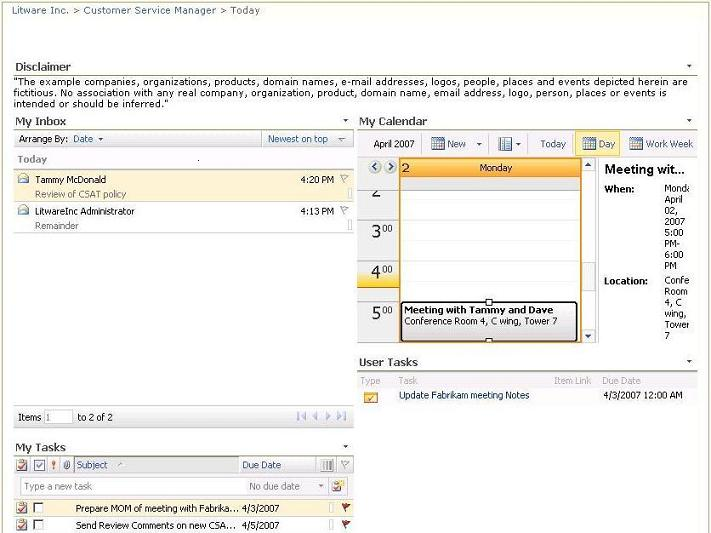 Litware Inc. > Customer Service Manager > Today
Disclaimer
"The example companies, organizations, products, domain names, e-mail addresses, logos, people, places and events depicted herein are
fictitious. No association with any real company, organization, product, domain name, email address, logo, person, places or events is
intended or should be inferred."
My Inbox
Arrange By: Date
Newest on top
Today
Tammy McDonald 4:20 PM
Review of CSAT policy
LitwareInc Administrator 4:13 PM
Remainder
Items 1 to 2 of 2
My Calendar
April 2007 New Today Day Work Week
2 Monday
2
3 00
4 00
5 00
Meeting with Tammy and Dave
Conference Room 4, C wing, Tower 7
Meeting wit...
When: Mond
April
02,
2007
5:00
PM-
6:00
PM
Location: Confe
Room
4, C
wing,
Tower
7
User Tasks
Type Task Item Link Due Date
Update Fabrikam meeting Notes 4/3/2007 12:00 AM
My Tasks
Subject Due Date
Type a new task No due date
Prepare MOM of meeting with Fabrika... 4/3/2007
Send Review Comments on new CSA... 4/5/2007